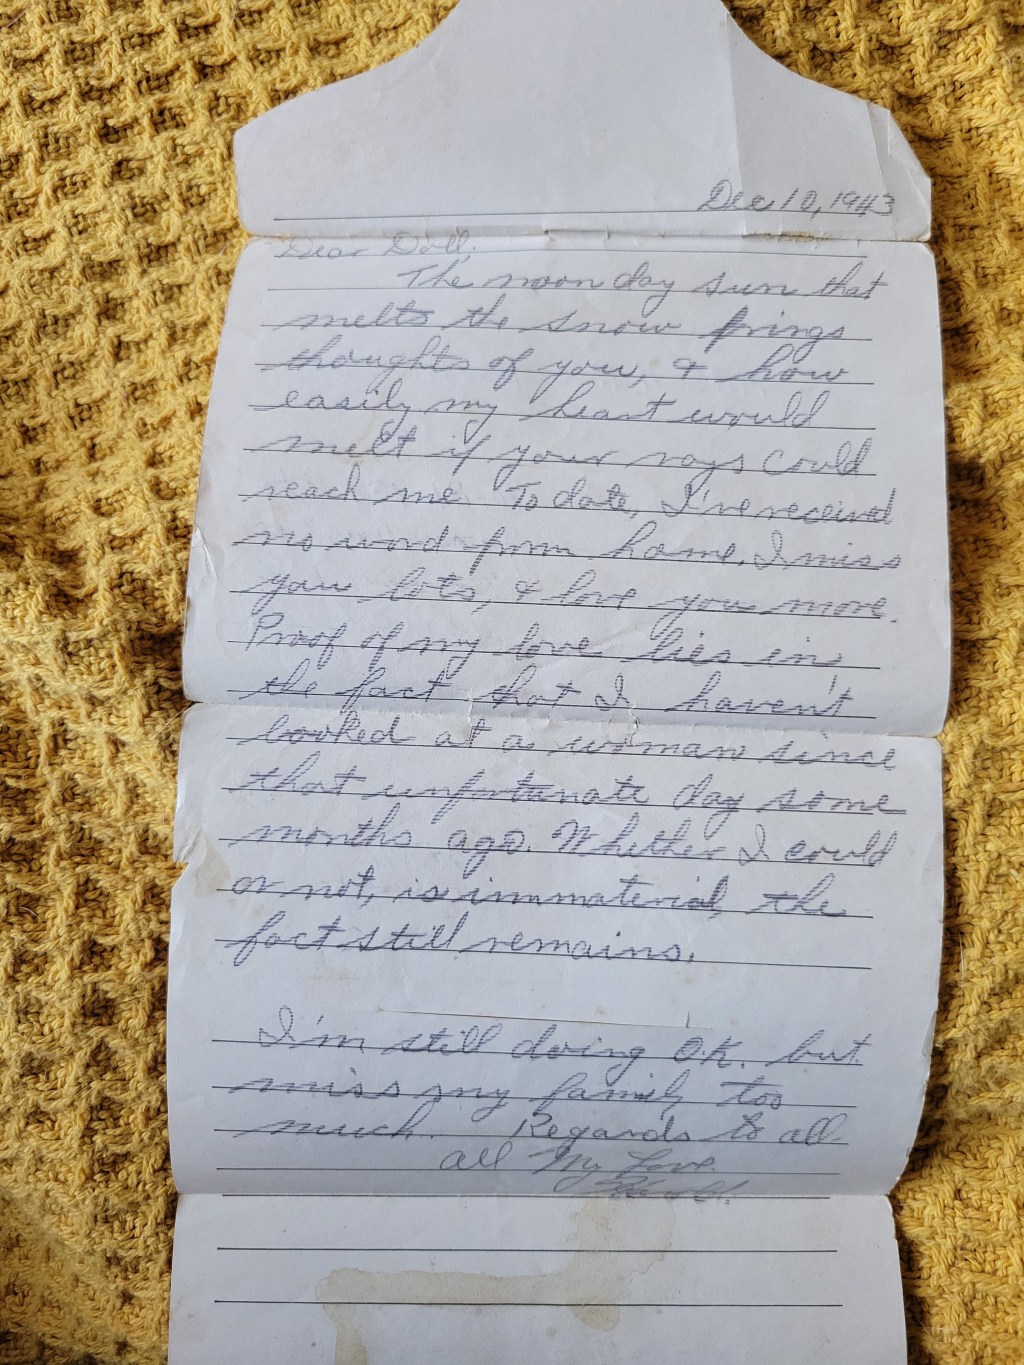 Dec 10, 1943
Dear Doll,
The noon day sun that
melts the snow brings
thoughts of you, & how
easily my heart would
melt if your rays could
reach me. To date, I've received
no word from home. I miss
you lots, & love you more.
Proof of my love lies in
the fact that I haven't
looked at a woman since
that unfortunate day some
months ago. Whether I could
or not, is immaterial, the
fact still remains.
I'm still doing O.K. but
miss my family too
much. Regards to all.
All My Love.